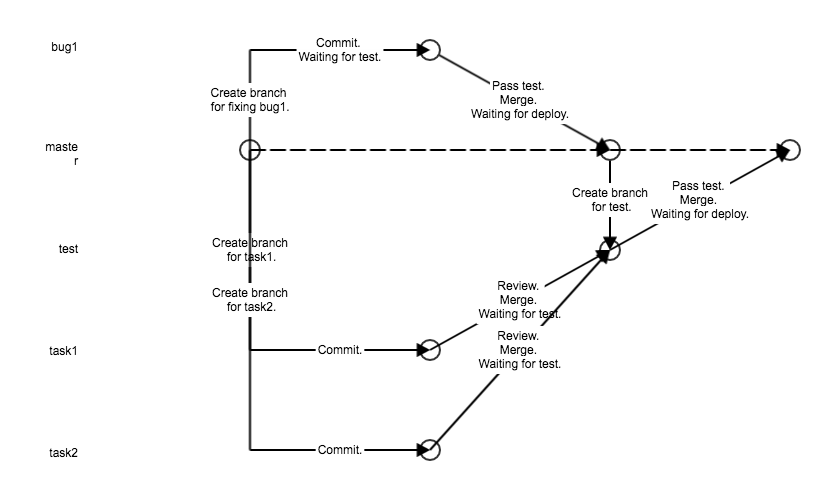 bug1
Commit.
Waiting for test.
Create branch
for fixing bug1.
Pass test.
Merge.
Waiting for deploy.
maste
r
Create branch
for test.
Pass test.
Merge.
Waiting for deploy.
test
Create branch
for task1.
Create branch
for task2.
Review.
Merge.
Waiting for test.
Review.
Merge.
Waiting for test.
task1
Commit.
task2
Commit.